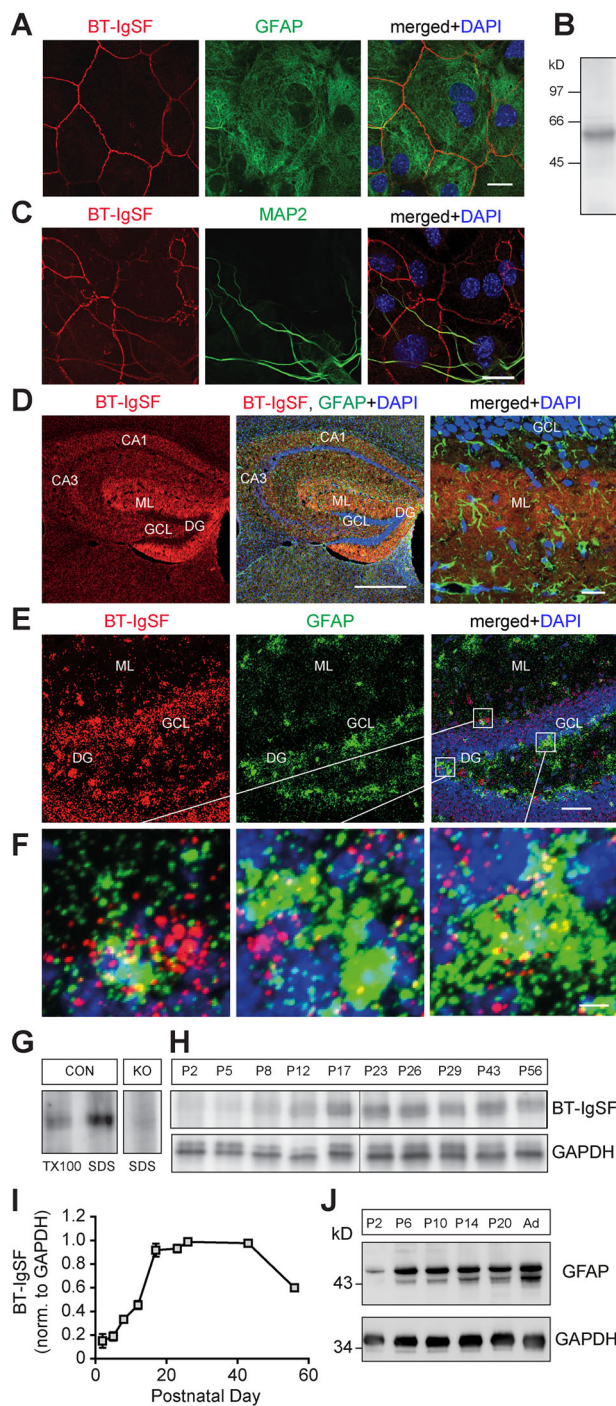 A
BT-IgSF GFAP merged+DAPI
B
kD
97
66
45
C
BT-IgSF MAP2 merged+DAPI
D
BT-IgSF BT-IgSF, GFAP+DAPI merged+DAPI
CA1 CA3 ML GCL DG
CA1 CA3 ML GCL DG
GCL ML
E
BT-IgSF GFAP merged+DAPI
ML GCL DG
ML GCL DG
ML GCL DG
F
G
CON KO
TX100 SDS SDS
H
P2 P5 P8 P12 P17 P23 P26 P29 P43 P56
BT-IgSF
GAPDH
I
BT-IgSF
(norm. to GAPDH)
1.2
1.0
0.8
0.6
0.4
0.2
0
0 20 40 60
Postnatal Day
J
kD P2 P6 P10 P14 P20 Ad
43
GFAP
34
GAPDH